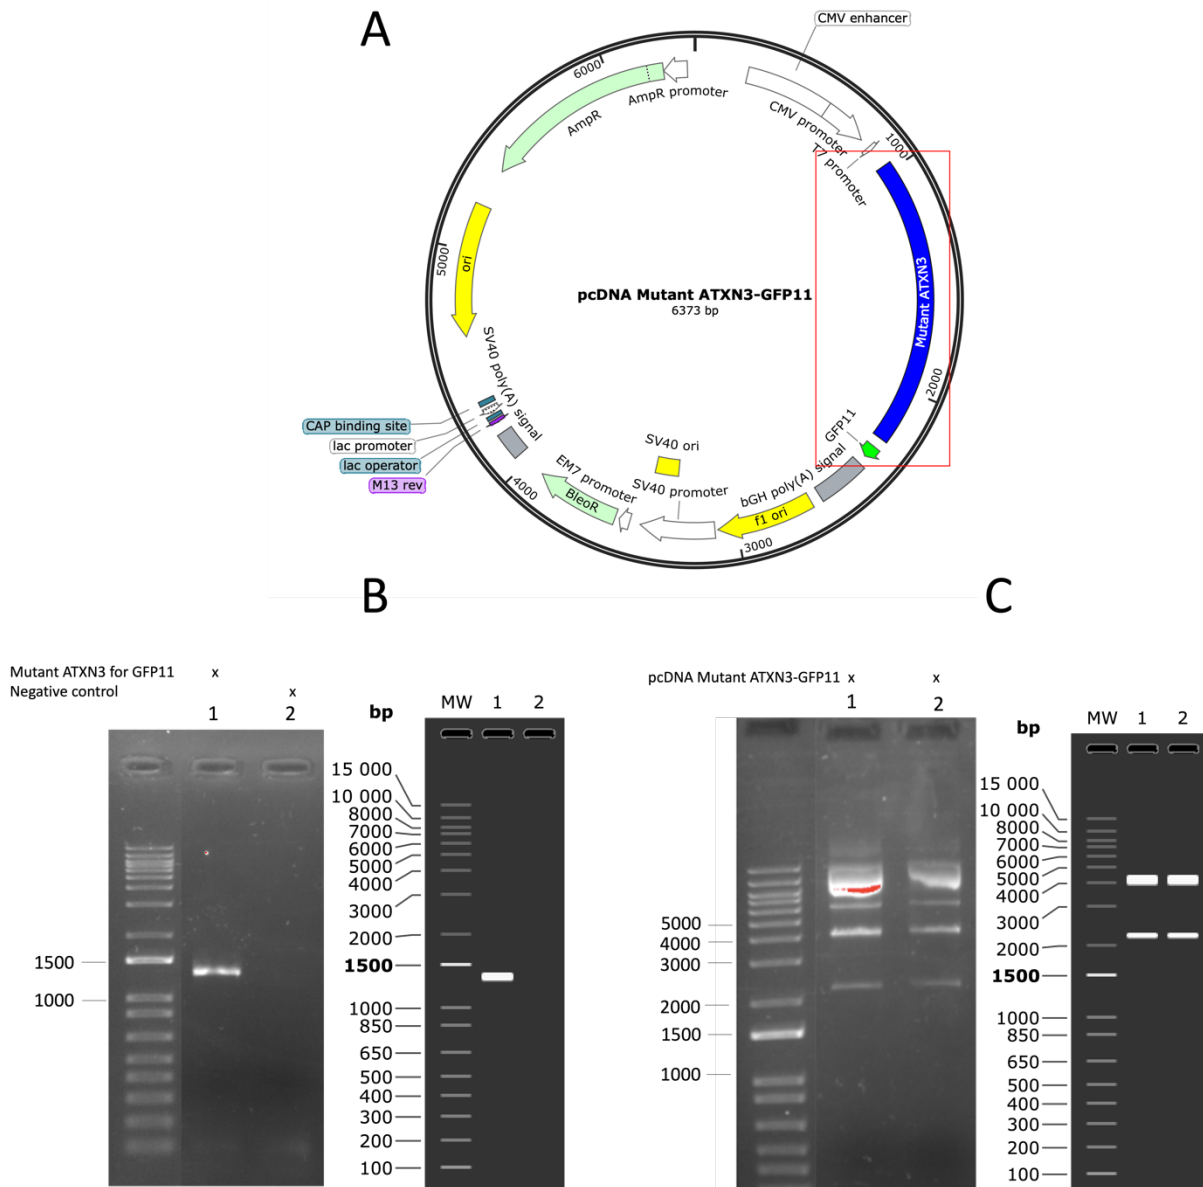 A
CMV enhancer
6000
AmpR promoter
AmpR
CMV promoter
T7 promoter
1000
Mutant ATXN3
2000
GFP11
bGH poly(A) signal
f1 ori
3000
SV40 promoter
SV40 ori
EM7 promoter
BleoR
4000
SV40 poly(A) signal
CAP binding site
lac promoter
lac operator
M13 rev
5000
ori
pcDNA Mutant ATXN3-GFP11
6373 bp
B
Mutant ATXN3 for GFP11 x
Negative control x
1 2
1500
1000
bp
MW 1 2
15 000
10 000
8000
7000
6000
5000
4000
3000
2000
1500
1000
850
650
500
400
300
200
100
C
pcDNA Mutant ATXN3-GFP11 x x
1 2
5000
4000
3000
2000
1500
1000
bp
MW 1 2
15 000
10 000
8000
7000
6000
5000
4000
3000
2000
1500
1000
850
650
500
400
300
200
100